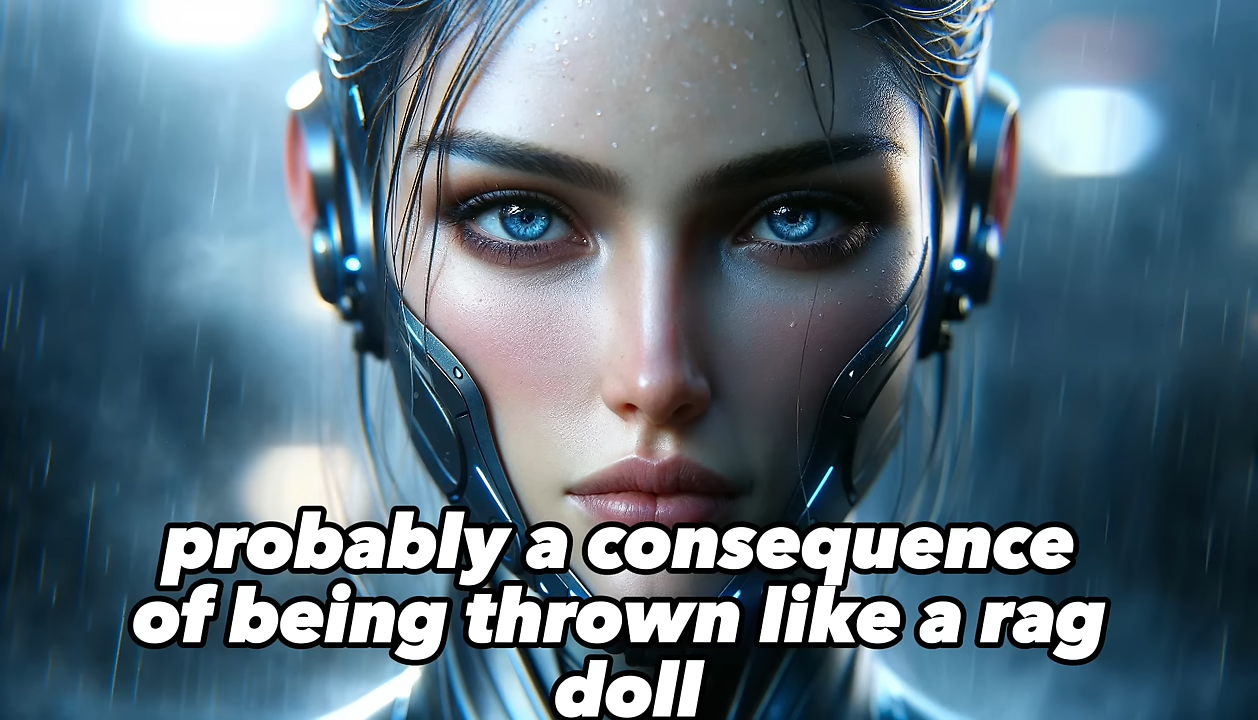 probably a consequence
of being thrown like a rag
doll